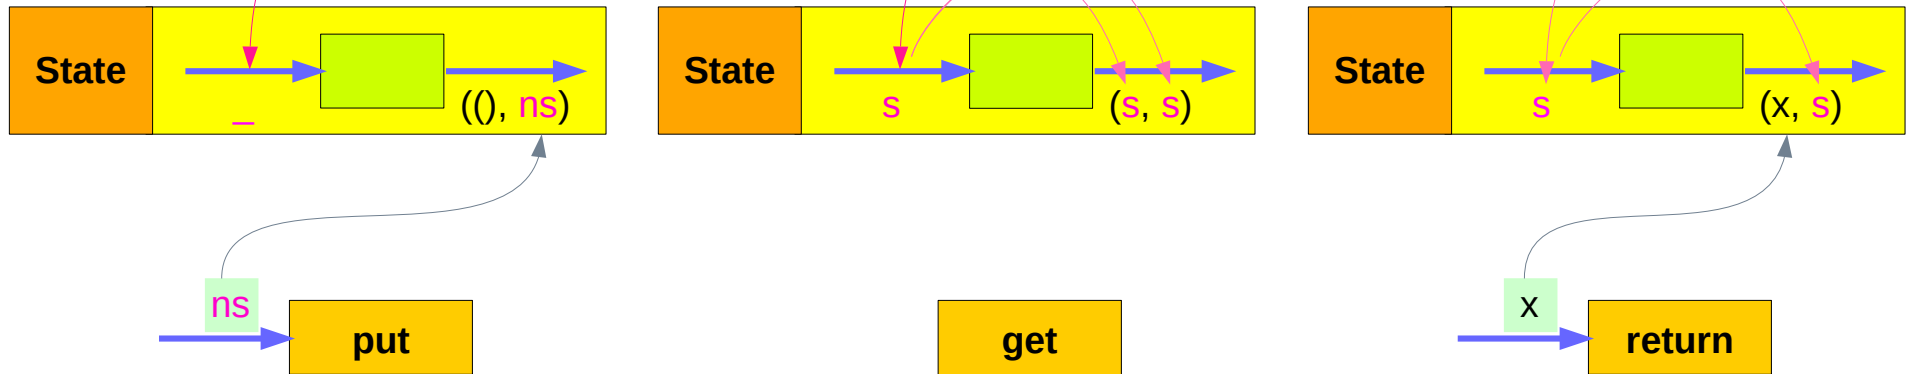 State
_
((), ns)
ns
put
State
s
(s, s)
get
State
s
(x, s)
x
return